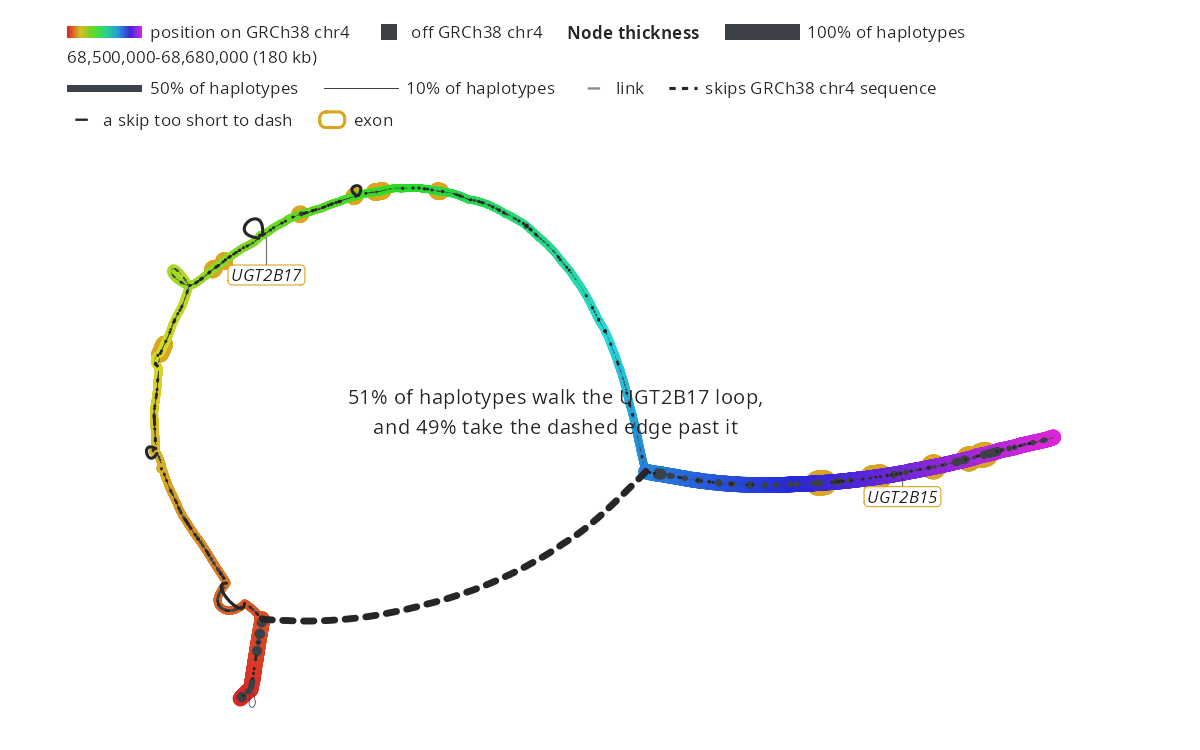 position on GRCh38 chr4 off GRCh38 chr4 Node thickness 100% of haplotypes
68,500,000-68,680,000 (180 kb)
50% of haplotypes 10% of haplotypes link skips GRCh38 chr4 sequence
a skip too short to dash exon
UGT2B17
51% of haplotypes walk the UGT2B17 loop,
and 49% take the dashed edge past it
UGT2B15